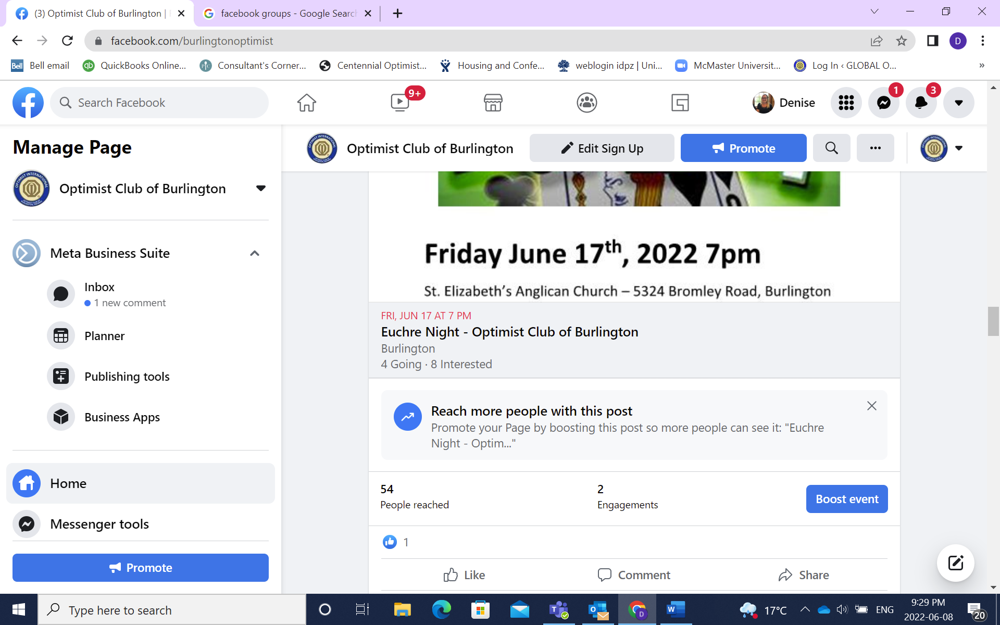 (3) Optimist Club of Burlington |
facebook groups - Google Search
facebook.com/burlingtonoptimist
D
Bell
Bell email
qb
QuickBooks Online...
Consultant's Corner...
Centennial Optimist...
Housing and Confe...
weblogin idpz | Uni...
McMaster Universit...
Log In ‹ GLOBAL O...
»
Search Facebook
9+
Denise
1
3
Manage Page
Optimist Club of Burlington
Meta Business Suite
Inbox
1 new comment
Planner
Publishing tools
Business Apps
Home
Messenger tools
Promote
Optimist Club of Burlington
Edit Sign Up
Promote
Friday June 17th, 2022 7pm
St. Elizabeth's Anglican Church – 5324 Bromley Road, Burlington
FRI, JUN 17 AT 7 PM
Euchre Night - Optimist Club of Burlington
Burlington
4 Going · 8 Interested
Reach more people with this post
Promote your Page by boosting this post so more people can see it: "Euchre
Night - Optim..."
54
People reached
2
Engagements
Boost event
1
Like
Comment
Share
Type here to search
17°C
ENG
9:29 PM
2022-06-08
20